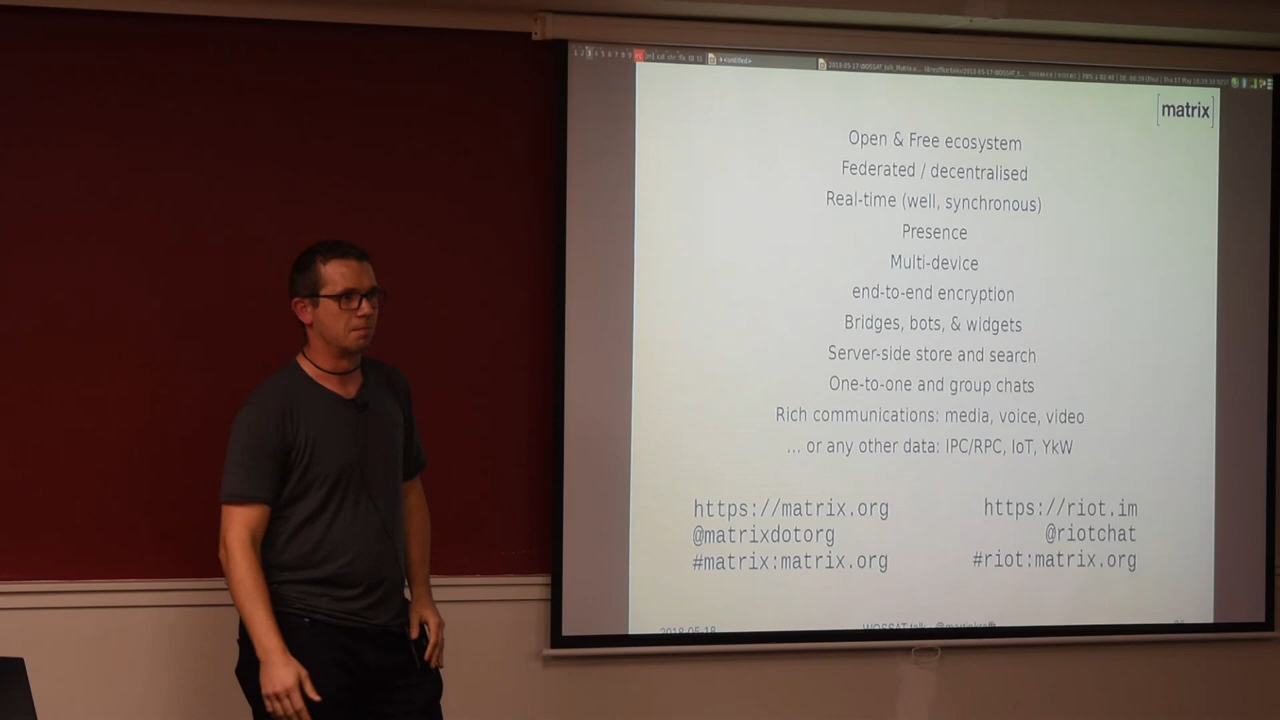 [matrix]
Open & Free ecosystem
Federated / decentralised
Real-time (well, synchronous)
Presence
Multi-device
end-to-end encryption
Bridges, bots, & widgets
Server-side store and search
One-to-one and group chats
Rich communications: media, voice, video
... or any other data: IPC/RPC, IoT, YkW
https://matrix.org
@matrixdotorg
#matrix:matrix.org
https://riot.im
@riotchat
#riot:matrix.org